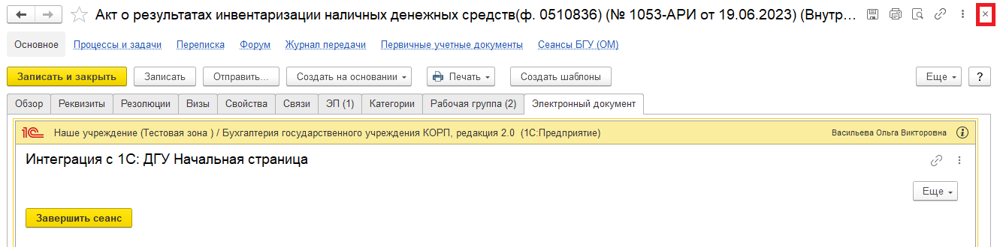 Акт о результатах инвентаризации наличных денежных средств(ф. 0510836) (№ 1053-АРИ от 19.06.2023) (Внутр…
Основное Процессы и задачи Переписка Форум Журнал передачи Первичные учетные документы Сеансы БГУ (ОМ)
Записать и закрыть Записать Отправить... Создать на основании Печать Создать шаблоны Еще ?
Обзор Реквизиты Резолюции Визы Свойства Связи ЭП (1) Категории Рабочая группа (2) Электронный документ
1С Наше учреждение (Тестовая зона ) / Бухгалтерия государственного учреждения КОРП, редакция 2.0 (1С:Предприятие) Васильева Ольга Викторовна i
Интеграция с 1С: ДГУ Начальная страница
Еще
Завершить сеанс